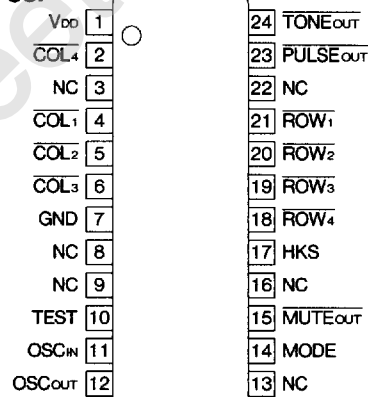 VDD 1
COL4 2
NC 3
COL1 4
COL2 5
COL3 6
GND 7
NC 8
NC 9
TEST 10
OSCIN 11
OSCOUT 12
24 TONEOUT
23 PULSEOUT
22 NC
21 ROW1
20 ROW2
19 ROW3
18 ROW4
17 HKS
16 NC
15 MUTEOUT
14 MODE
13 NC